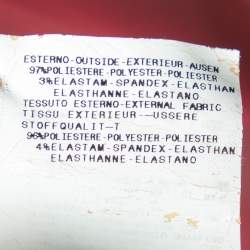 ESTERNO-OUTSIDE-EXTERIEUR-AUSEN
97%POLIESTERE-POLYESTER-POLIESTER
3%ELASTAM-SPANDEX-ELASTHAN
ELASTHANNE-ELASTANO
TESSUTO ESTERNO-EXTERNAL FABRIC
TISSU EXTERIEUR-—USSERE
STOFFQUALIT-T
96%POLIESTERE-POLYESTER-POLIESTER
4%ELASTAM-SPANDEX-ELASTHAN
ELASTHANNE-ELASTANO